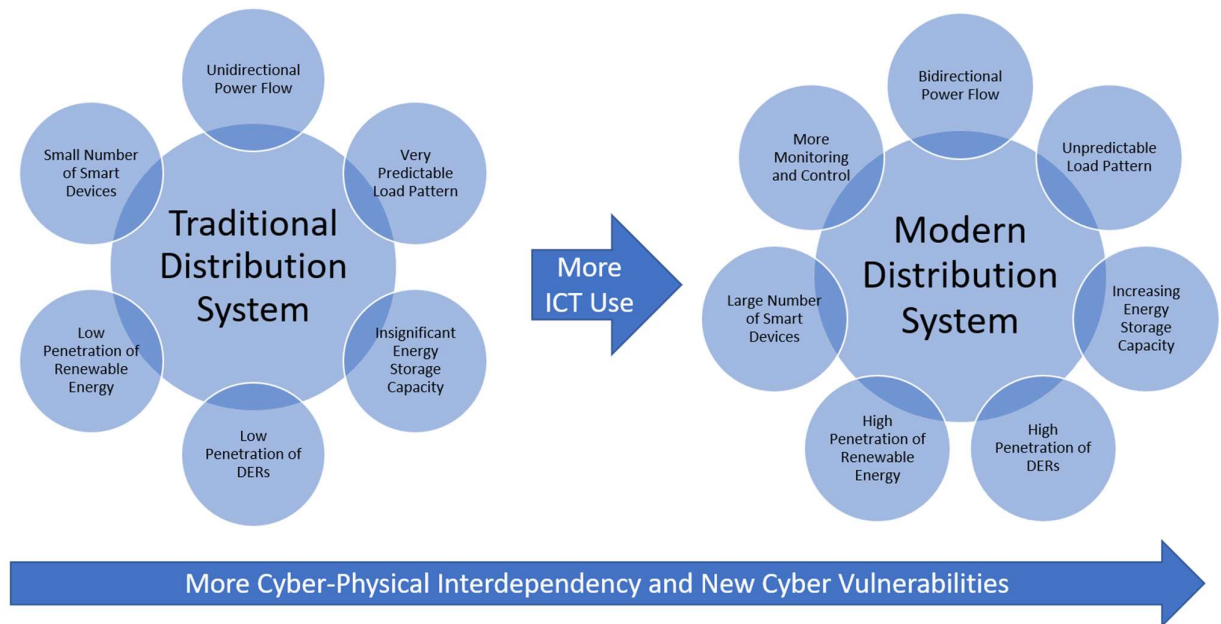 Unidirectional
Power Flow
Small Number
of Smart
Devices
Very
Predictable
Load Pattern
Traditional
Distribution
System
Low
Penetration of
Renewable
Energy
Insignificant
Energy
Storage
Capacity
Low
Penetration of
DERs
More
ICT Use
Bidirectional
Power Flow
More
Monitoring
and Control
Unpredictable
Load Pattern
Modern
Distribution
System
Large Number
of Smart
Devices
Increasing
Energy
Storage
Capacity
High
Penetration of
Renewable
Energy
High
Penetration
of DERs
More Cyber-Physical Interdependency and New Cyber Vulnerabilities